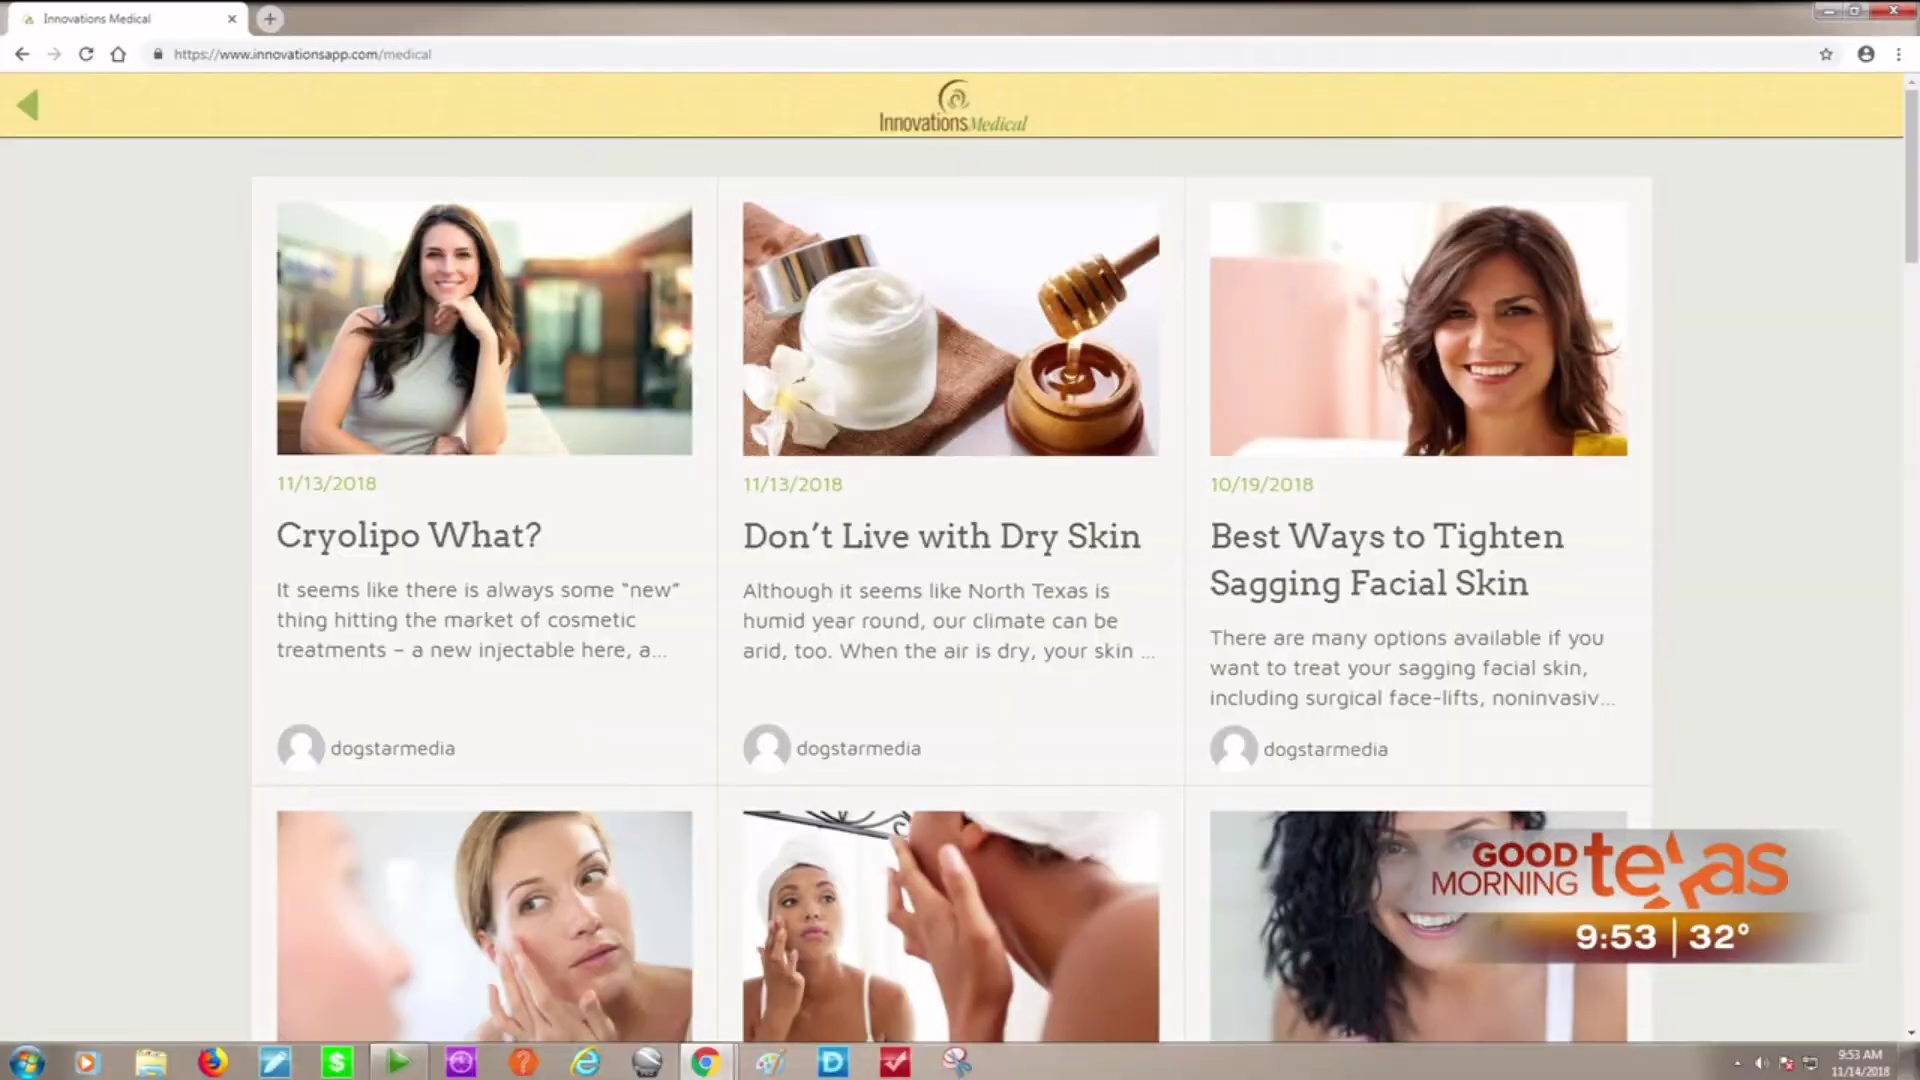 Innovations Medical
https://www.innovationsapp.com/medical
InnovationsMedical
11/13/2018
Cryolipo What?
It seems like there is always some “new”
thing hitting the market of cosmetic
treatments – a new injectable here, a...
dogstarmedia
11/13/2018
Don’t Live with Dry Skin
Although it seems like North Texas is
humid year round, our climate can be
arid, too. When the air is dry, your skin ...
dogstarmedia
10/19/2018
Best Ways to Tighten
Sagging Facial Skin
There are many options available if you
want to treat your sagging facial skin,
including surgical face-lifts, noninvasiv...
dogstarmedia
GOOD
MORNING
texas
9:53 | 32°
9:53 AM
11/14/2018